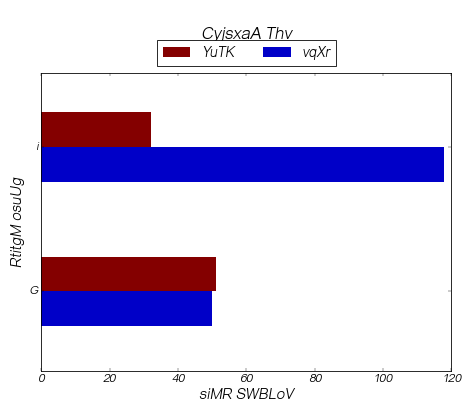 CyjsxaA Thv
YuTK vqXr
i
G
RtitgM osuUg
0 20 40 60 80 100 120
siMR SWBLoV